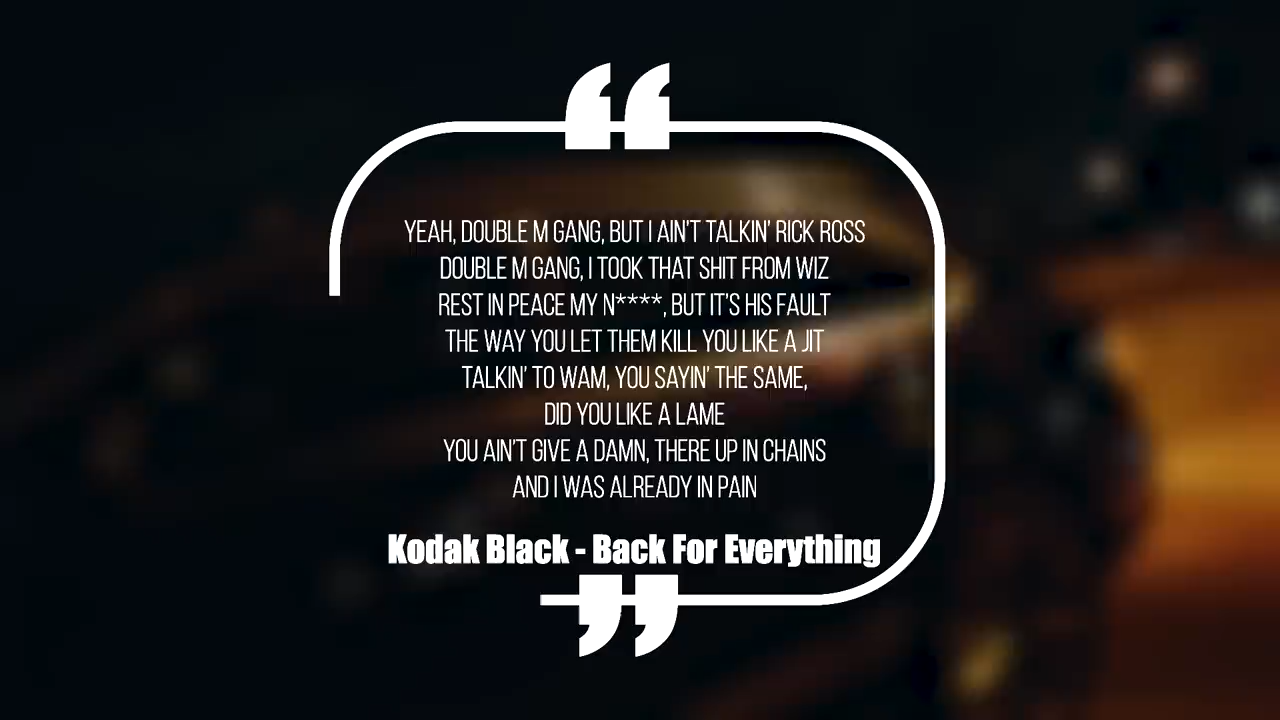 YEAH, DOUBLE M GANG, BUT I AIN'T TALKIN' RICK ROSS
DOUBLE M GANG, I TOOK THAT SHIT FROM WIZ
REST IN PEACE MY N****, BUT IT'S HIS FAULT
THE WAY YOU LET THEM KILL YOU LIKE A JIT
TALKIN' TO WAM, YOU SAYIN' THE SAME,
DID YOU LIKE A LAME
YOU AIN'T GIVE A DAMN, THERE UP IN CHAINS
AND I WAS ALREADY IN PAIN
Kodak Black - Back For Everything